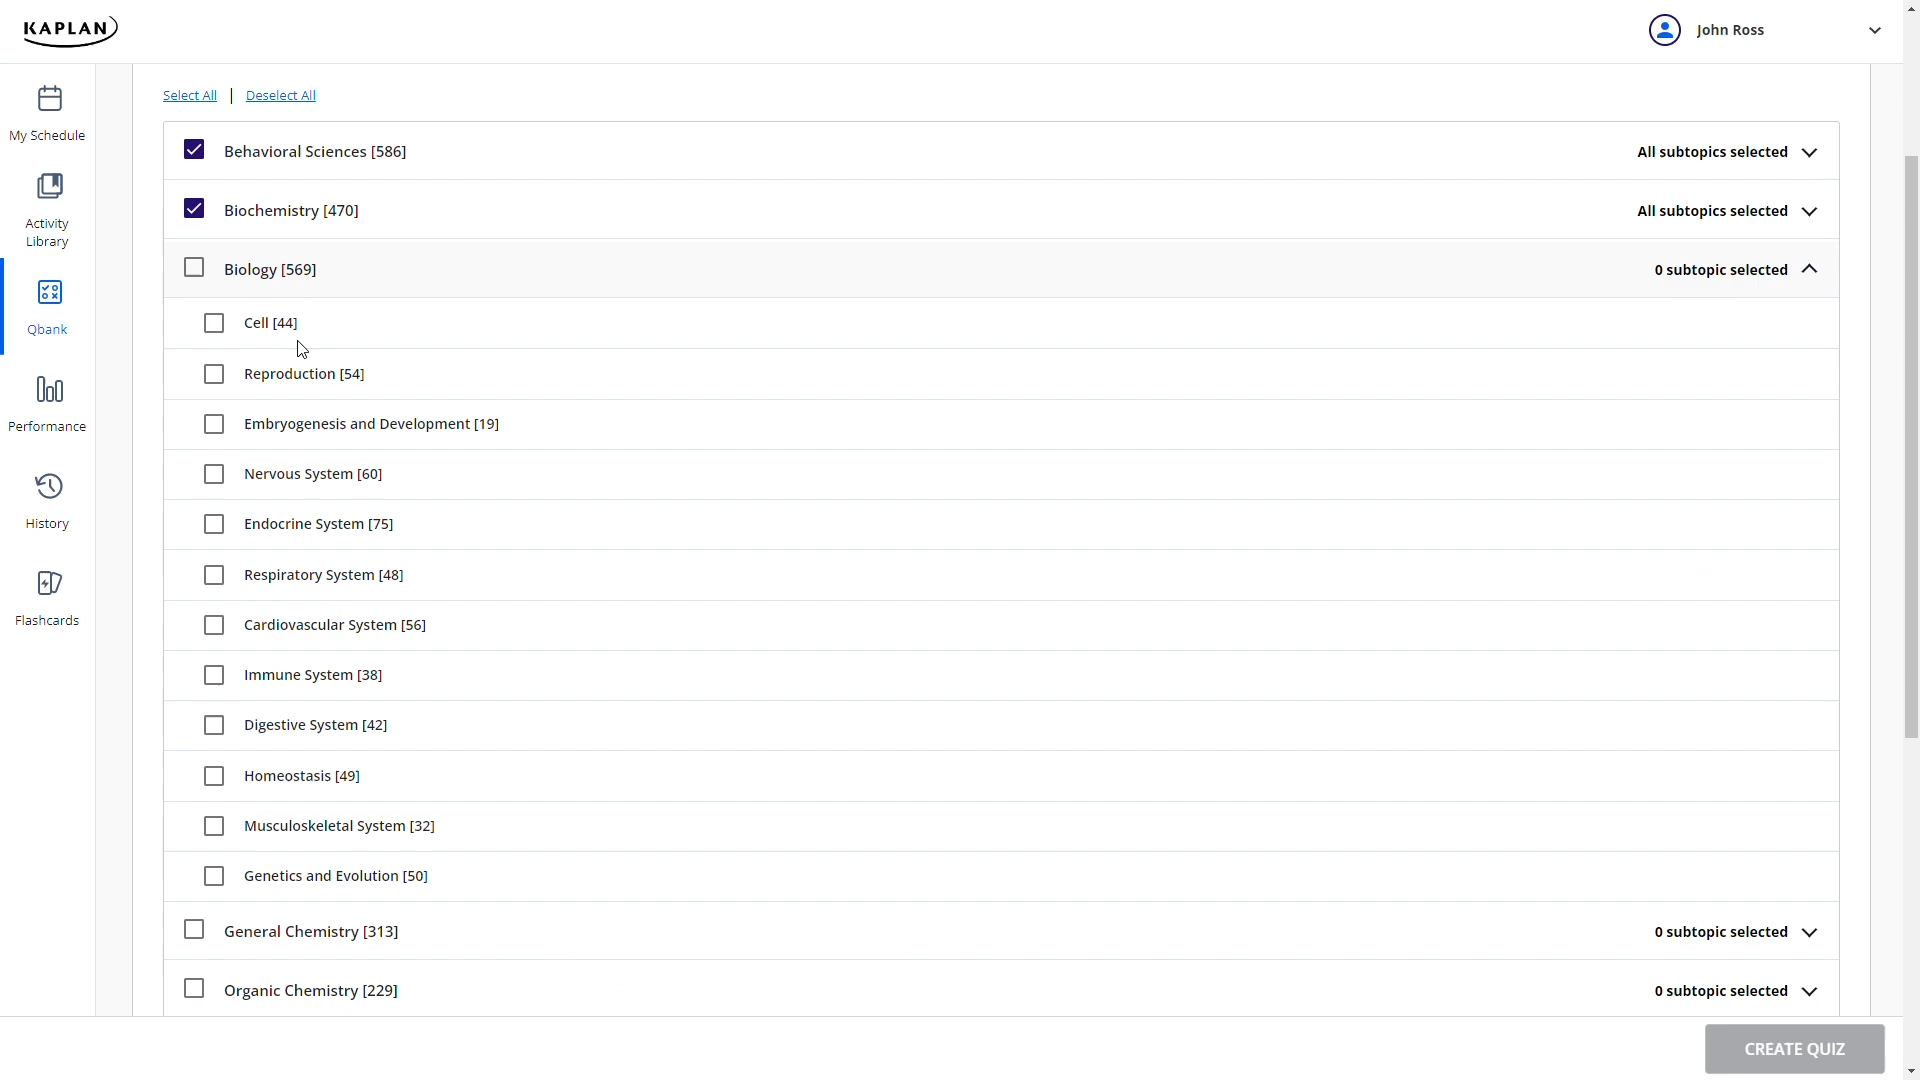 KAPLAN
John Ross
My Schedule
Activity
Library
Qbank
Performance
History
Flashcards
Select All | Deselect All
Behavioral Sciences [586] All subtopics selected
Biochemistry [470] All subtopics selected
Biology [569] 0 subtopic selected
Cell [44]
Reproduction [54]
Embryogenesis and Development [19]
Nervous System [60]
Endocrine System [75]
Respiratory System [48]
Cardiovascular System [56]
Immune System [38]
Digestive System [42]
Homeostasis [49]
Musculoskeletal System [32]
Genetics and Evolution [50]
General Chemistry [313] 0 subtopic selected
Organic Chemistry [229] 0 subtopic selected
CREATE QUIZ